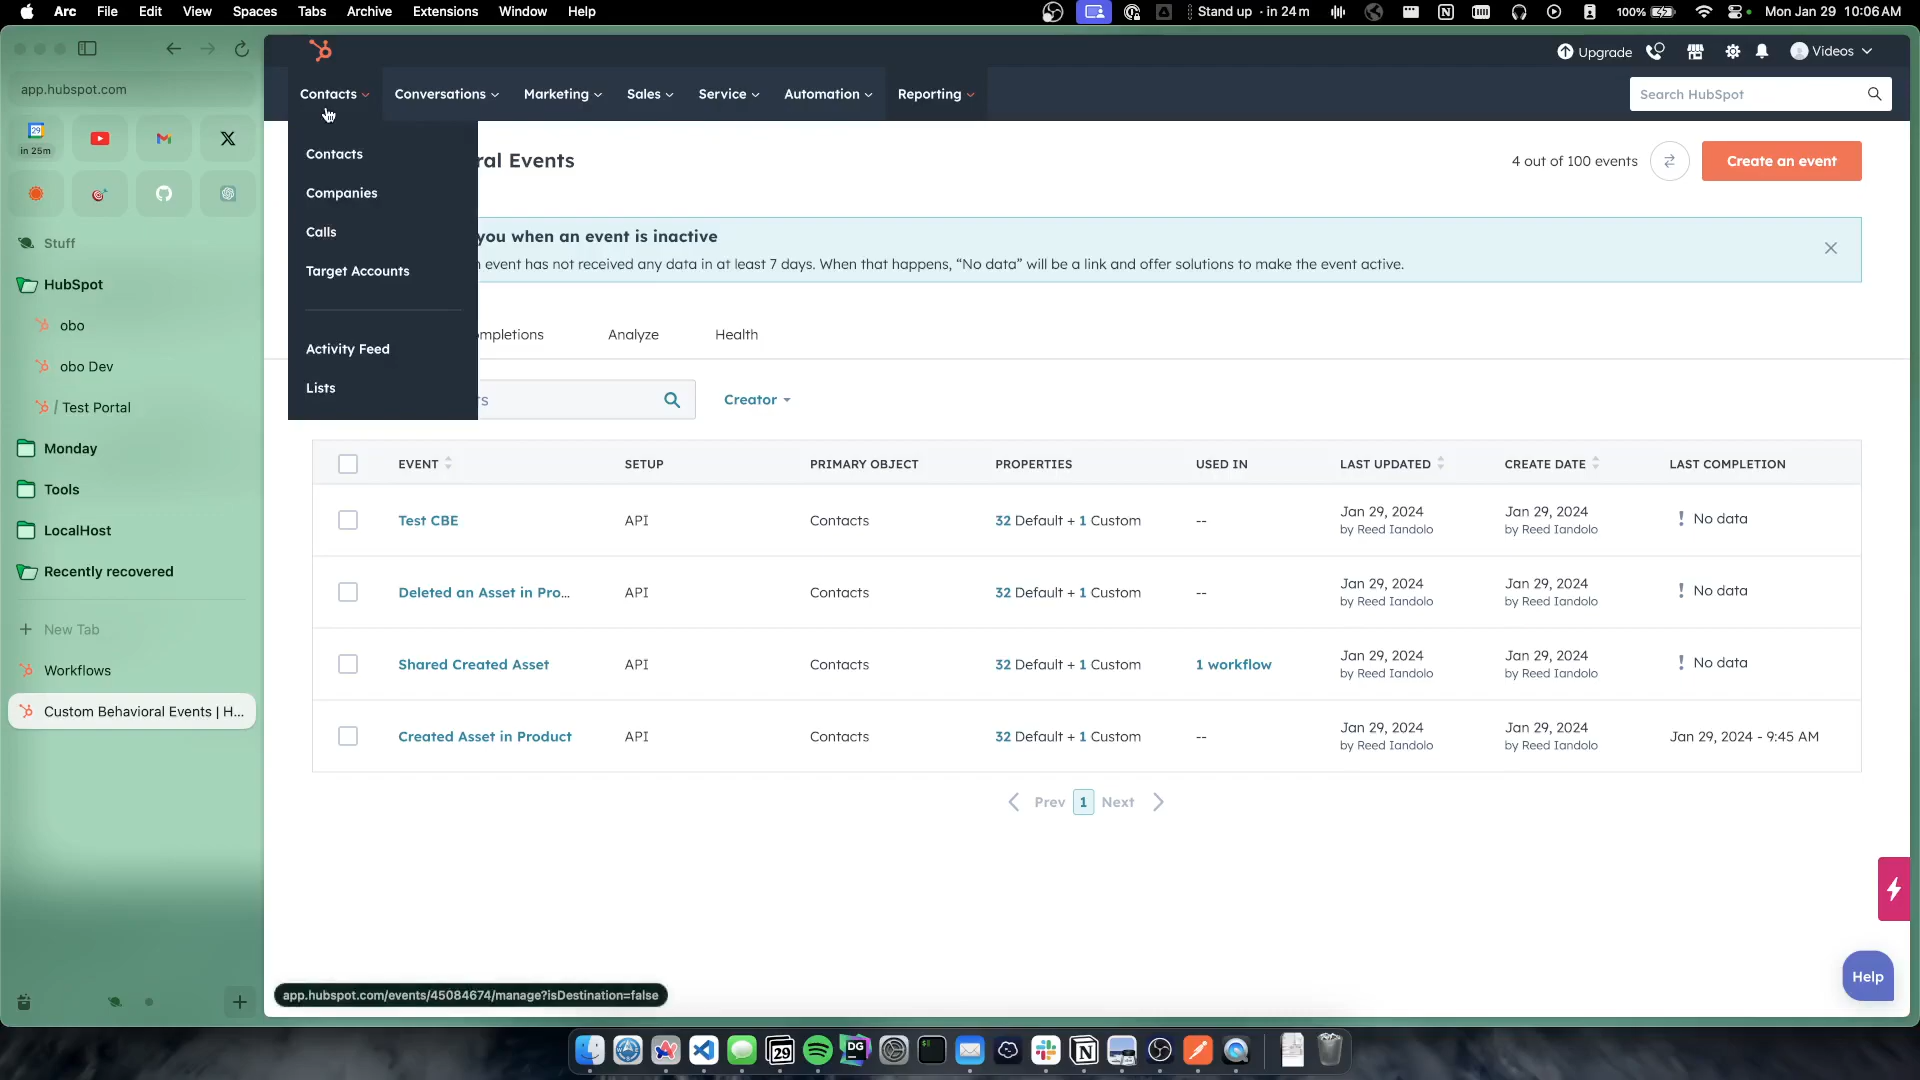 Arc File Edit View Spaces Tabs Archive Extensions Window Help
Stand up · in 24 m
100%
Mon Jan 29 10:06 AM
app.hubspot.com
29
in 25m
Stuff
HubSpot
obo
obo Dev
/ Test Portal
Monday
Tools
LocalHost
Recently recovered
New Tab
Workflows
Custom Behavioral Events | H...
Upgrade
Videos
Contacts Conversations Marketing Sales Service Automation Reporting
Search HubSpot
Contacts
Companies
Calls
Target Accounts
Activity Feed
Lists
ral Events
4 out of 100 events
Create an event
you when an event is inactive
event has not received any data in at least 7 days. When that happens, “No data” will be a link and offer solutions to make the event active.
ompletions Analyze Health
ts
Creator
EVENT SETUP PRIMARY OBJECT PROPERTIES USED IN LAST UPDATED CREATE DATE LAST COMPLETION
Test CBE API Contacts 32 Default + 1 Custom -- Jan 29, 2024 Jan 29, 2024 ! No data
by Reed Iandolo by Reed Iandolo
Deleted an Asset in Pro... API Contacts 32 Default + 1 Custom -- Jan 29, 2024 Jan 29, 2024 ! No data
by Reed Iandolo by Reed Iandolo
Shared Created Asset API Contacts 32 Default + 1 Custom 1 workflow Jan 29, 2024 Jan 29, 2024 ! No data
by Reed Iandolo by Reed Iandolo
Created Asset in Product API Contacts 32 Default + 1 Custom -- Jan 29, 2024 Jan 29, 2024 Jan 29, 2024 - 9:45 AM
by Reed Iandolo by Reed Iandolo
Prev 1 Next
Help
app.hubspot.com/events/45084674/manage?isDestination=false
29
DG